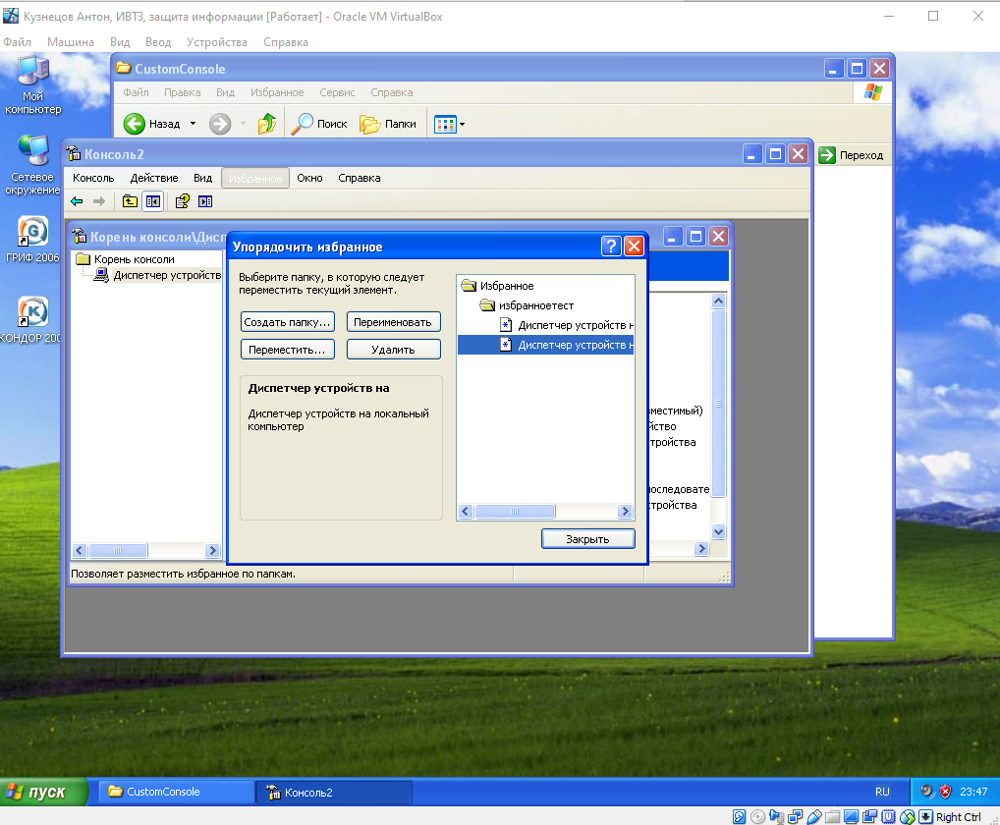 Кузнецов Антон, ИВТЗ, защита информации [Работает] - Oracle VM VirtualBox
Файл Машина Вид Ввод Устройства Справка
Мой компьютер
Сетевое окружение
ГРИФ 2006
КОНДОР 200
CustomConsole
Файл Правка Вид Избранное Сервис Справка
Назад Поиск Папки
Переход
Консоль2
Консоль Действие Вид Избранное Окно Справка
Корень консоли\Дисп
Корень консоли
Диспетчер устройств
Упорядочить избранное
Выберите папку, в которую следует
переместить текущий элемент.
Создать папку... Переименовать
Переместить... Удалить
Диспетчер устройств на
Диспетчер устройств на локальный
компьютер
Избранное
избранноетест
Диспетчер устройств н
Диспетчер устройств н
Закрыть
вместимый)
йство
тройства
последовате
стройства
Позволяет разместить избранное по папкам.
пуск CustomConsole Консоль2 RU 23:47
Right Ctrl